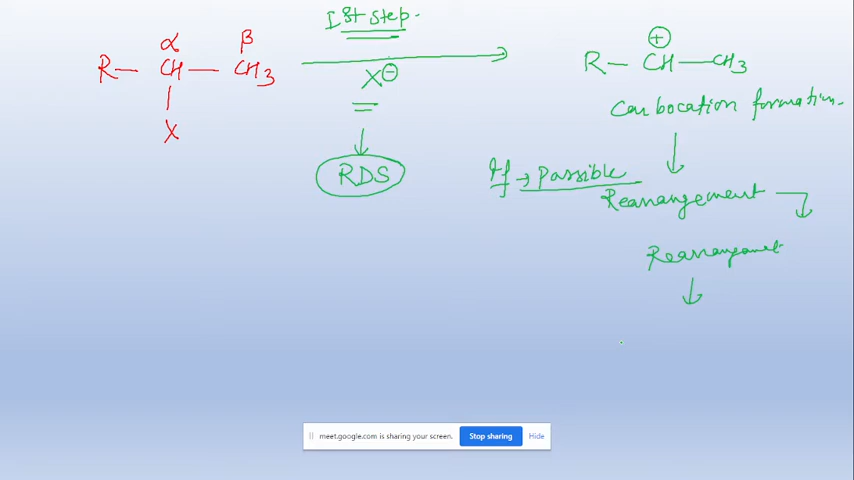 Ist step.
α β
R — CH — CH3
X
X⊖
RDS
⊕
R — CH — CH3
Carbocation formation.
If → Possible
Rearrangement
Rearrangement
meet.google.com is sharing your screen. Stop sharing Hide